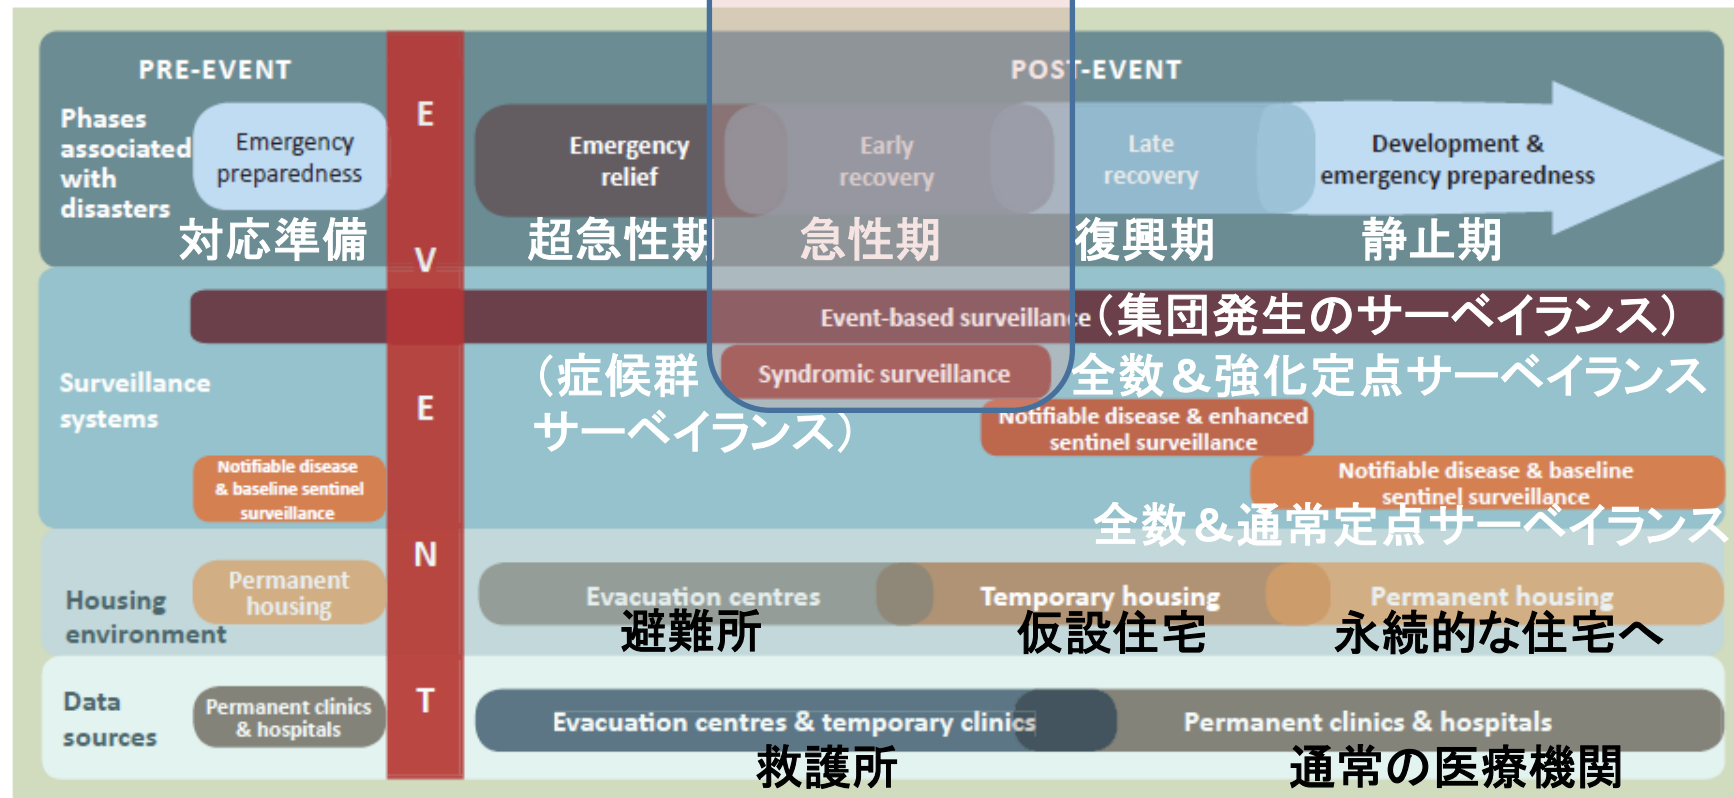 PRE-EVENT
POST-EVENT
Phases
associated
with
disasters
Emergency
preparedness
対応準備
E
V
E
N
T
Emergency
relief
超急性期
Early
recovery
急性期
Late
recovery
復興期
Development &
emergency preparedness
静止期
Surveillance
systems
Event-based surveillance
（集団発生のサーベイランス）
（症候群
サーベイランス）
Syndromic surveillance
全数＆強化定点サーベイランス
Notifiable disease & enhanced
sentinel surveillance
Notifiable disease
& baseline sentinel
surveillance
Notifiable disease & baseline
sentinel surveillance
全数＆通常定点サーベイランス
Housing
environment
Permanent
housing
Evacuation centres
避難所
Temporary housing
仮設住宅
Permanent housing
永続的な住宅へ
Data
sources
Permanent clinics
& hospitals
Evacuation centres & temporary clinics
救護所
Permanent clinics & hospitals
通常の医療機関